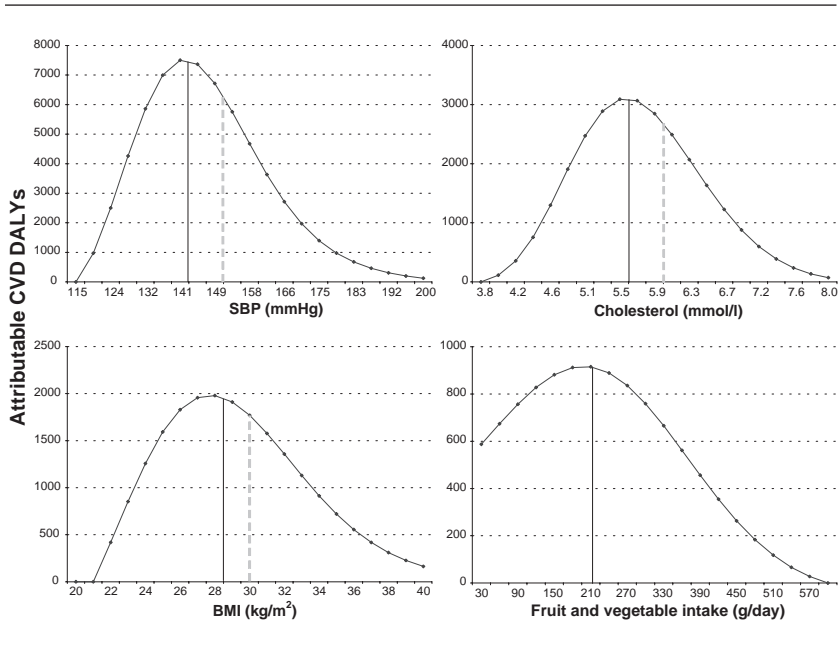 Attributable CVD DALYs
8000
7000
6000
5000
4000
3000
2000
1000
0
115 124 132 141 149 158 166 175 183 192 200
SBP (mmHg)
4000
3000
2000
1000
0
3.8 4.2 4.6 5.1 5.5 5.9 6.3 6.7 7.2 7.6 8.0
Cholesterol (mmol/l)
2500
2000
1500
1000
500
0
20 22 24 26 28 30 32 34 36 38 40
BMI (kg/m²)
1000
800
600
400
200
0
30 90 150 210 270 330 390 450 510 570
Fruit and vegetable intake (g/day)